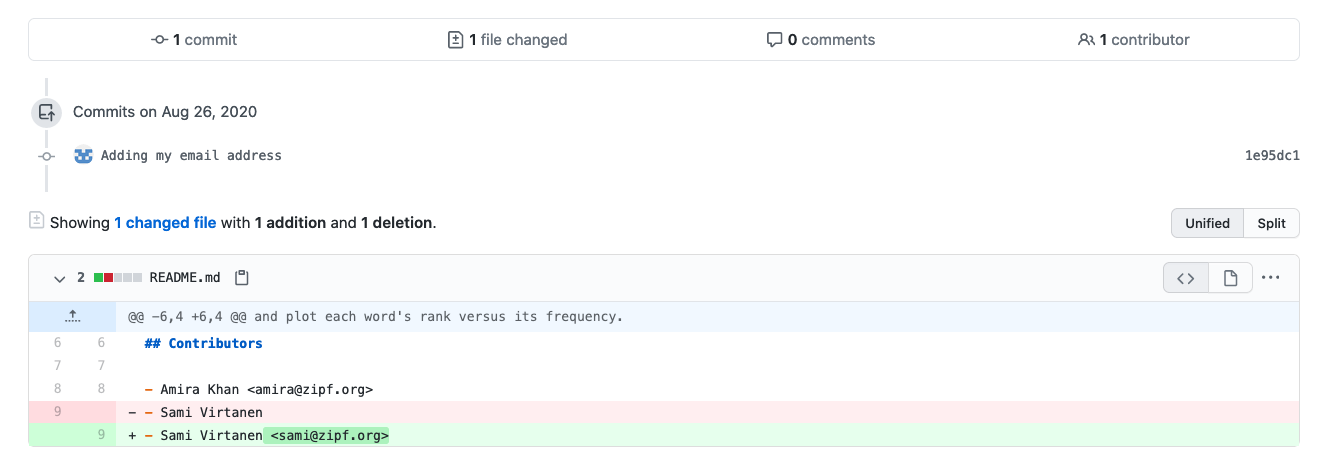 1 commit 1 file changed 0 comments 1 contributor
Commits on Aug 26, 2020
Adding my email address 1e95dc1
Showing 1 changed file with 1 addition and 1 deletion. Unified Split
2 README.md
@@ -6,4 +6,4 @@ and plot each word's rank versus its frequency.
6 6 ## Contributors
7 7
8 8 - Amira Khan <amira@zipf.org>
9 - - Sami Virtanen
9 + - Sami Virtanen <sami@zipf.org>